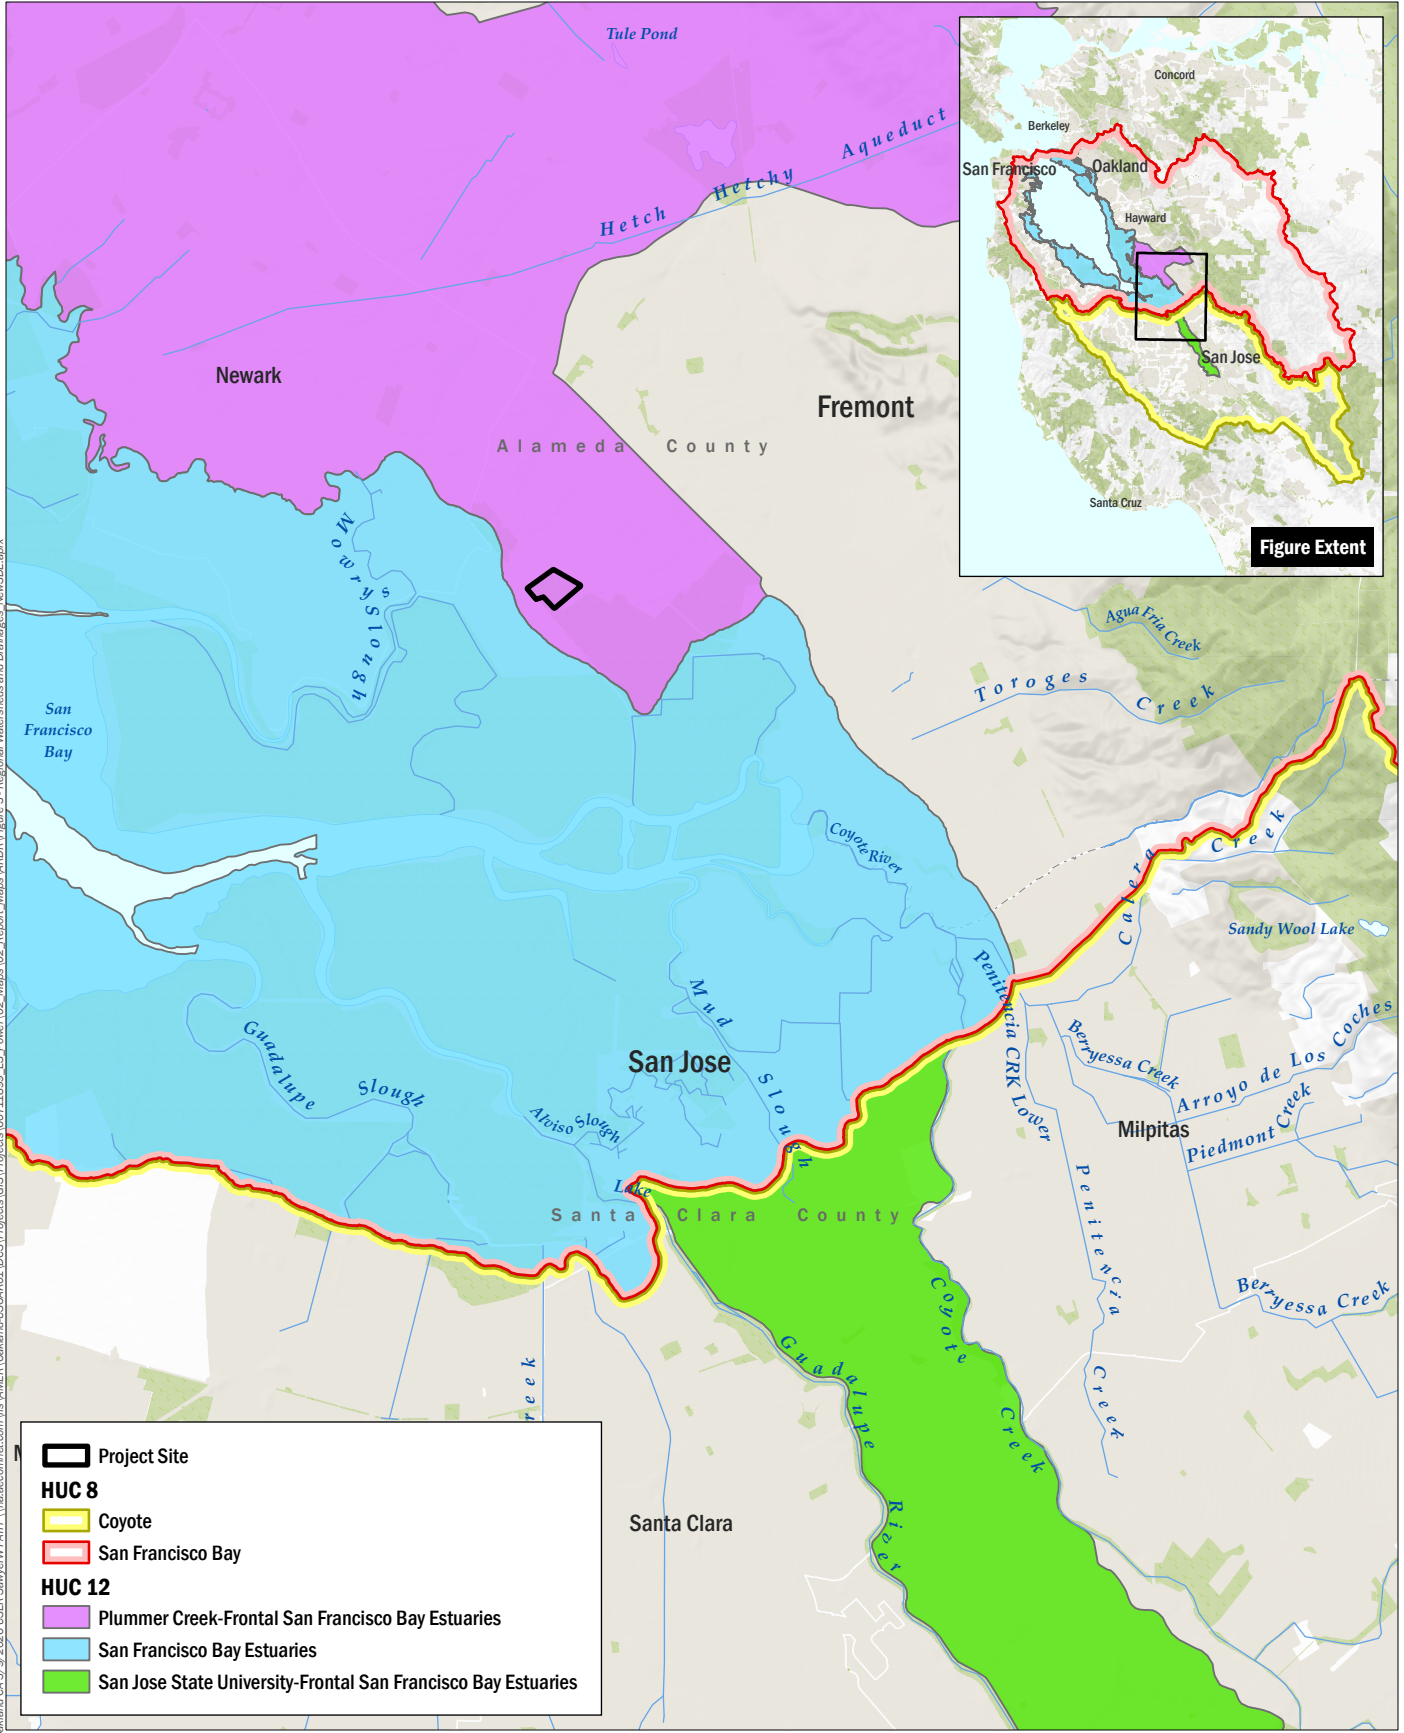 Tule Pond
Hetch Hetchy Aqueduct
Newark
Fremont
Alameda County
Mowry Slough
s
San
Francisco
Bay
Agua Fria Creek
Toroges Creek
Coyote River
Calera Creek
Sandy Wool Lake
Mud Slough
Penitencia CRK Lower
Guadalupe Slough
San Jose
Alviso Slough
Berryessa Creek
Arroyo de Los Coches
Milpitas
Piedmont Creek
Lake
Santa Clara County
Penitencia Creek
Coyote Creek
Berryessa Creek
Guadalupe River
reek
Santa Clara
Concord
Berkeley
San Francisco
Oakland
Hayward
San Jose
Santa Cruz
Figure Extent
Project Site
HUC 8
Coyote
San Francisco Bay
HUC 12
Plummer Creek-Frontal San Francisco Bay Estuaries
San Francisco Bay Estuaries
San Jose State University-Frontal San Francisco Bay Estuaries